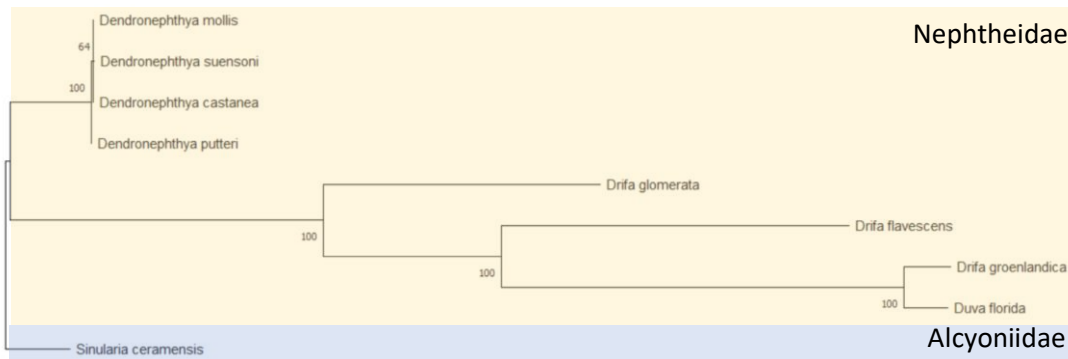 Dendronephthya mollis
Nephtheidae
64
Dendronephthya suensoni
100
Dendronephthya castanea
Dendronephthya putteri
Drifa glomerata
Drifa flavescens
100
Drifa groenlandica
100
100
Duva florida
Alcyoniidae
Sinularia ceramensis